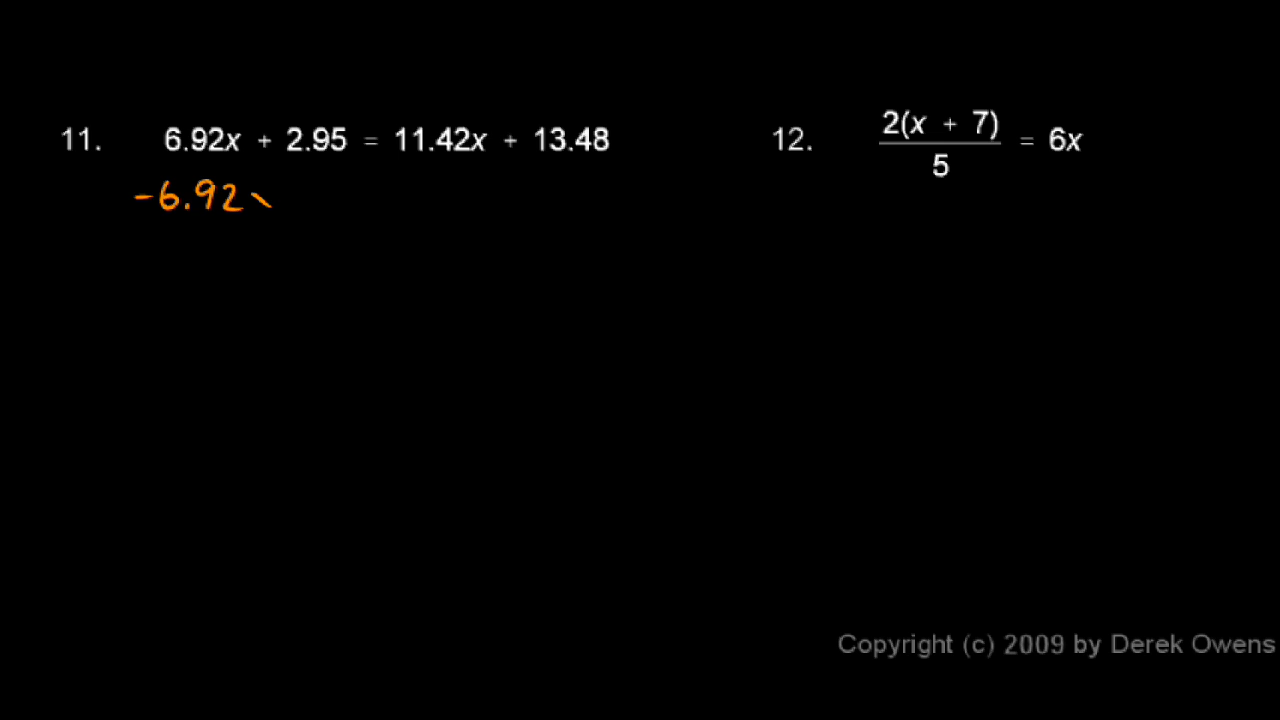 11. 6.92x + 2.95 = 11.42x + 13.48
-6.92x
12. 2(x + 7)
5
= 6x
Copyright (c) 2009 by Derek Owens